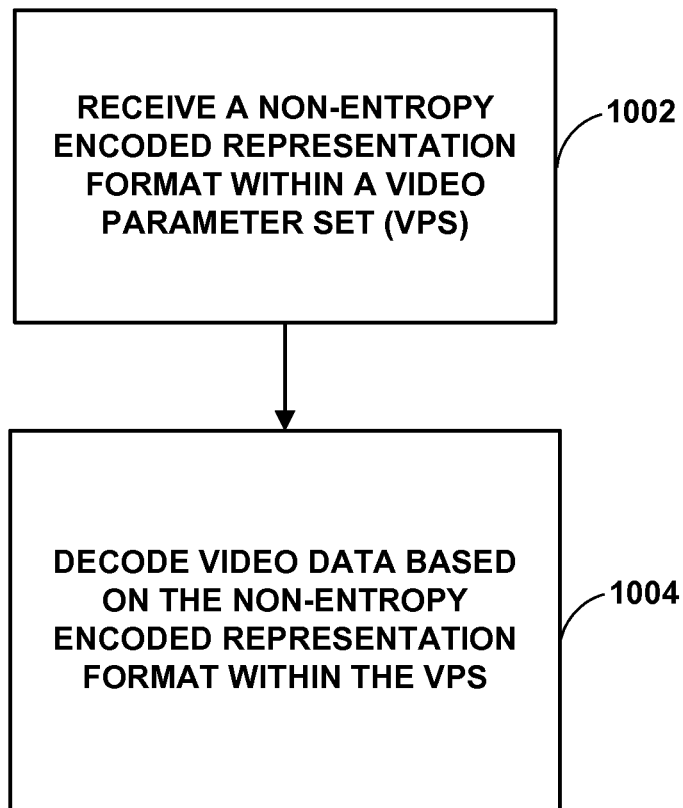 RECEIVE A NON-ENTROPY
ENCODED REPRESENTATION
FORMAT WITHIN A VIDEO
PARAMETER SET (VPS)
1002
DECODE VIDEO DATA BASED
ON THE NON-ENTROPY
ENCODED REPRESENTATION
FORMAT WITHIN THE VPS
1004